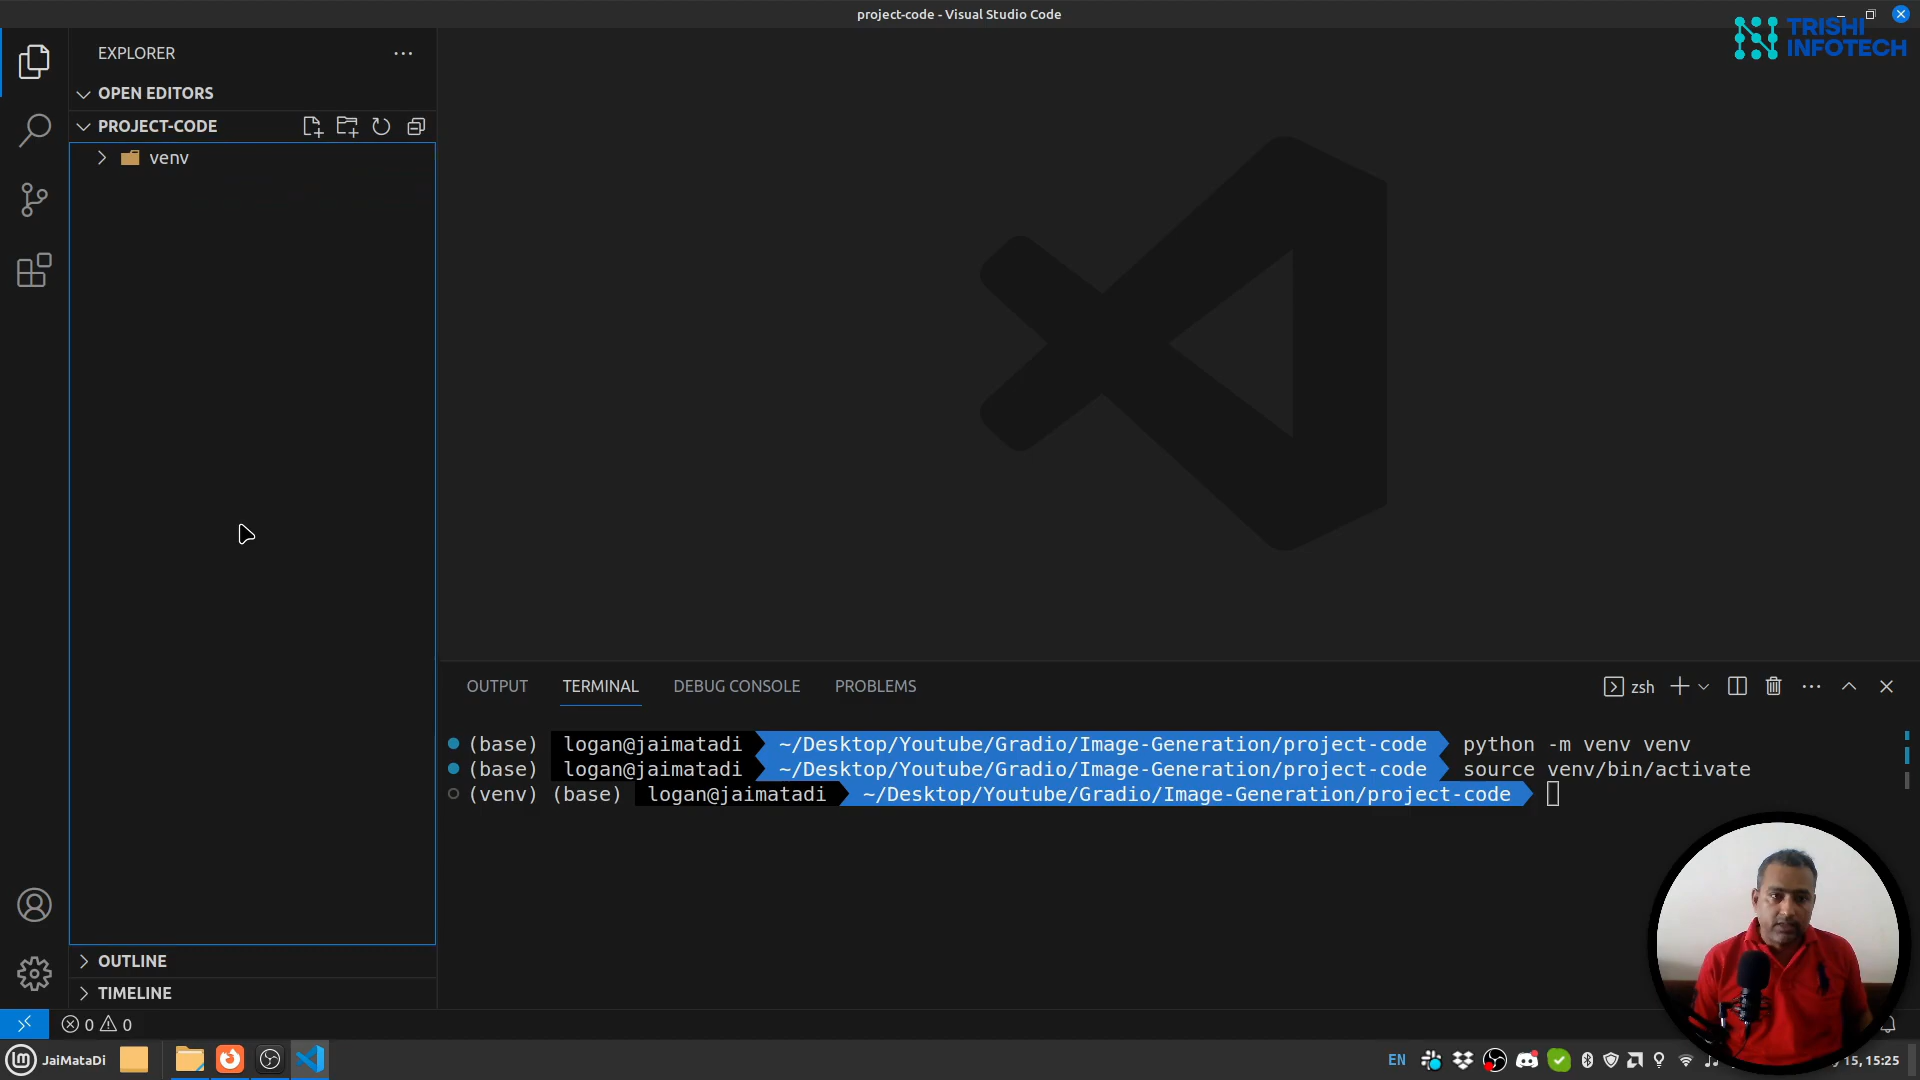 project-code - Visual Studio Code
TRISHI
INFOTECH
EXPLORER
OPEN EDITORS
PROJECT-CODE
venv
OUTPUT
TERMINAL
DEBUG CONSOLE
PROBLEMS
zsh
(base) logan@jaimatadi ~/Desktop/Youtube/Gradio/Image-Generation/project-code python -m venv venv
(base) logan@jaimatadi ~/Desktop/Youtube/Gradio/Image-Generation/project-code source venv/bin/activate
(venv) (base) logan@jaimatadi ~/Desktop/Youtube/Gradio/Image-Generation/project-code
OUTLINE
TIMELINE
0 0
lm JaiMataDi
EN
15, 15:25